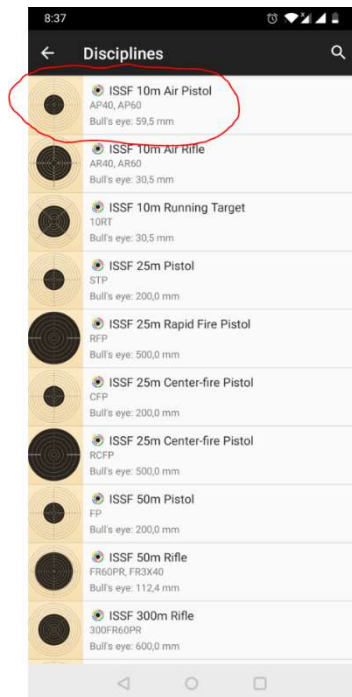 8:37
Disciplines
ISSF 10m Air Pistol
AP40, AP60
Bull's eye: 59,5 mm
ISSF 10m Air Rifle
AR40, AR60
Bull's eye: 30,5 mm
ISSF 10m Running Target
10RT
Bull's eye: 30,5 mm
ISSF 25m Pistol
STP
Bull's eye: 200,0 mm
ISSF 25m Rapid Fire Pistol
RFP
Bull's eye: 500,0 mm
ISSF 25m Center-fire Pistol
CFP
Bull's eye: 200,0 mm
ISSF 25m Center-fire Pistol
RCFP
Bull's eye: 500,0 mm
ISSF 50m Pistol
FP
Bull's eye: 200,0 mm
ISSF 50m Rifle
FR60PR, FR3X40
Bull's eye: 112,4 mm
ISSF 300m Rifle
300FR60PR
Bull's eye: 600,0 mm